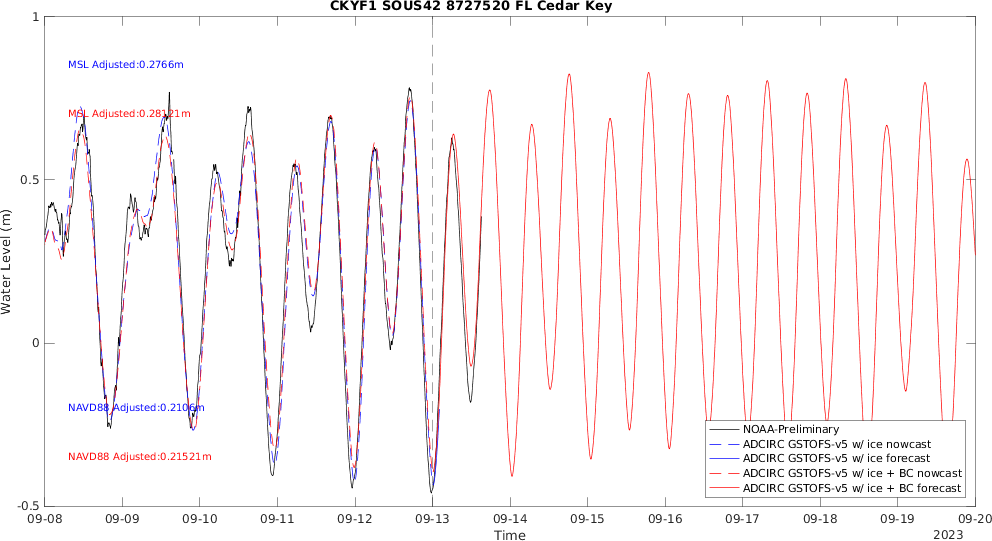 CKYF1 SOUS42 8727520 FL Cedar Key
1
MSL Adjusted:0.2766m
MSL Adjusted:0.28121m
0.5
Water Level (m)
0
NAVD88 Adjusted:0.2106m
NAVD88 Adjusted:0.21521m
-0.5
NOAA-Preliminary
ADCIRC GSTOFS-v5 w/ ice nowcast
ADCIRC GSTOFS-v5 w/ ice forecast
ADCIRC GSTOFS-v5 w/ ice + BC nowcast
ADCIRC GSTOFS-v5 w/ ice + BC forecast
09-08 09-09 09-10 09-11 09-12 09-13 09-14 09-15 09-16 09-17 09-18 09-19 09-20
Time
2023